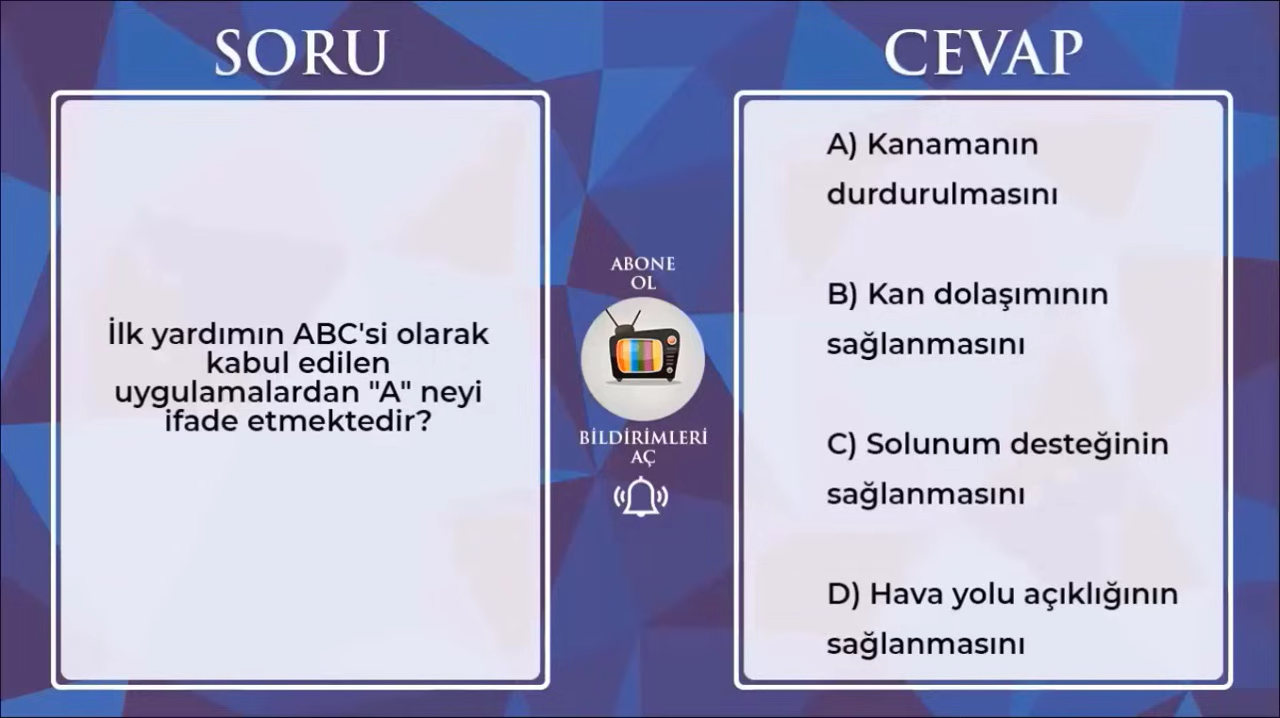 SORU
İlk yardımın ABC'si olarak
kabul edilen
uygulamalardan "A" neyi
ifade etmektedir?
ABONE
OL
BİLDİRİMLERİ
AÇ
CEVAP
A) Kanamanın
durdurulmasını
B) Kan dolaşımının
sağlanmasını
C) Solunum desteğinin
sağlanmasını
D) Hava yolu açıklığının
sağlanmasını